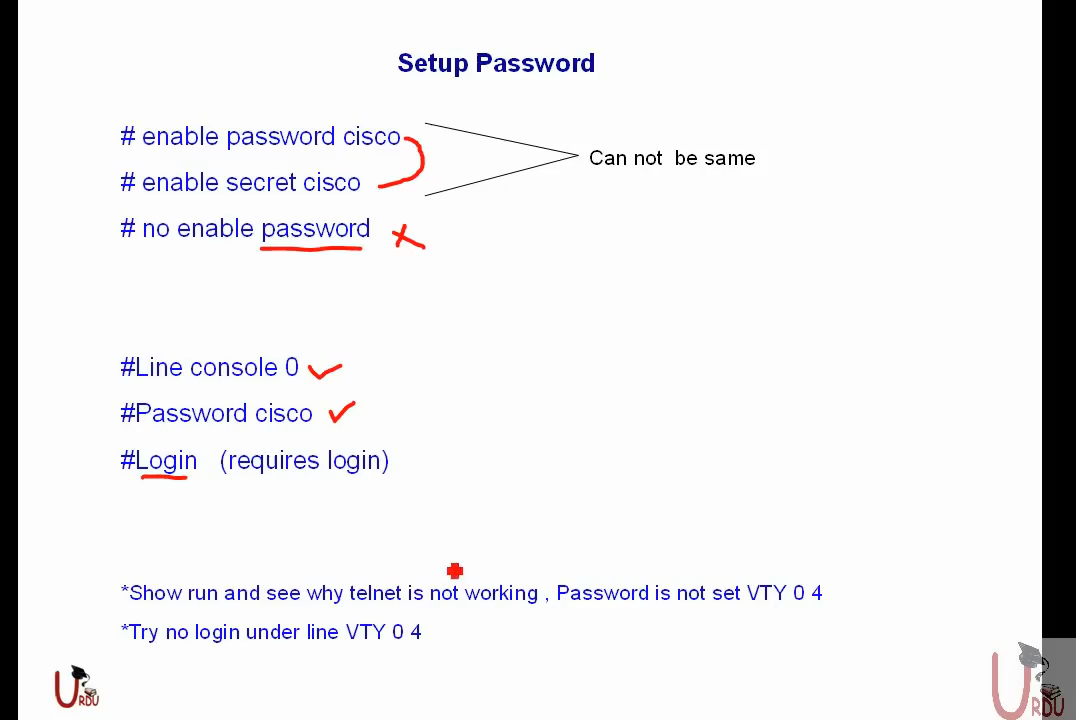 Setup Password
# enable password cisco
# enable secret cisco
Can not be same
# no enable password
#Line console 0
#Password cisco
#Login (requires login)
*Show run and see why telnet is not working , Password is not set VTY 0 4
*Try no login under line VTY 0 4
URDU
URDU